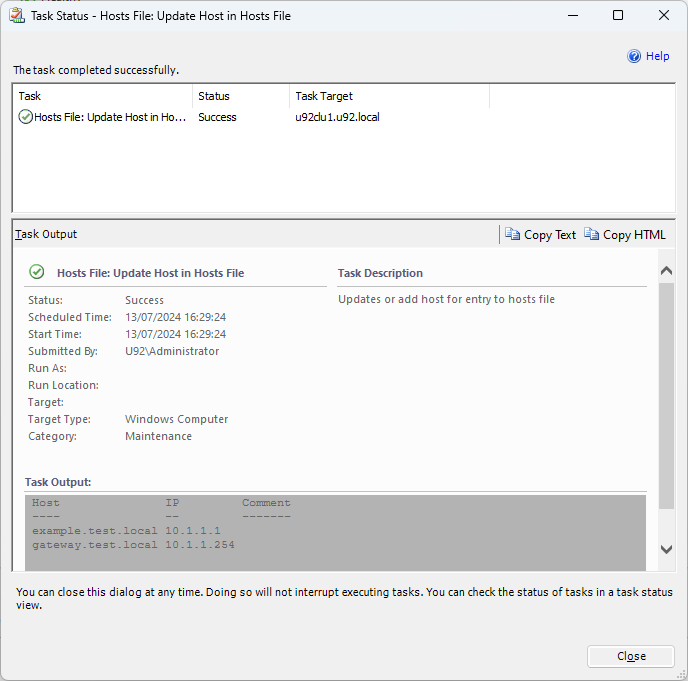 Task Status - Hosts File: Update Host in Hosts File
Help
The task completed successfully.
Task Status Task Target
Hosts File: Update Host in Ho... Success u92clu1.u92.local
Task Output Copy Text Copy HTML
Hosts File: Update Host in Hosts File Task Description
Status: Success Updates or add host for entry to hosts file
Scheduled Time: 13/07/2024 16:29:24
Start Time: 13/07/2024 16:29:24
Submitted By: U92\Administrator
Run As:
Run Location:
Target:
Target Type: Windows Computer
Category: Maintenance
Task Output:
Host IP Comment
---- -- -------
example.test.local 10.1.1.1
gateway.test.local 10.1.1.254
You can close this dialog at any time. Doing so will not interrupt executing tasks. You can check the status of tasks in a task status
view.
Close